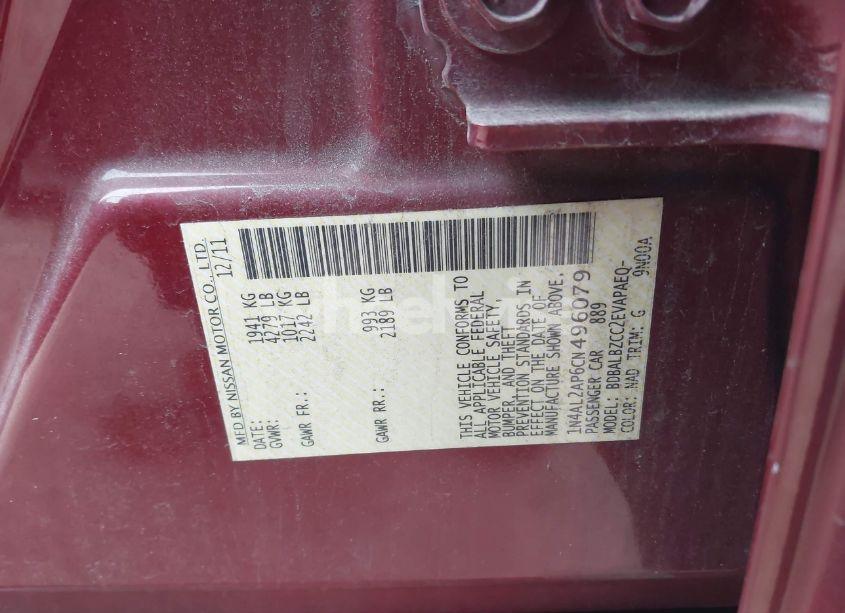 MFD BY NISSAN MOTOR CO., LTD.
DATE: 12/11
GVWR: 1941 KG
4279 LB
GAWR FR.: 1017 KG
2242 LB
GAWR RR.: 993 KG
2189 LB
THIS VEHICLE CONFORMS TO
ALL APPLICABLE FEDERAL
MOTOR VEHICLE SAFETY,
BUMPER, AND THEFT
PREVENTION STANDARDS IN
EFFECT ON THE DATE OF
MANUFACTURE SHOWN ABOVE.
1N4AL2AP6CN496079
PASSENGER CAR 889
MODEL: BDBALBZCC2EVAPAEQ-
COLOR: NAD TRIM: G 9N00A